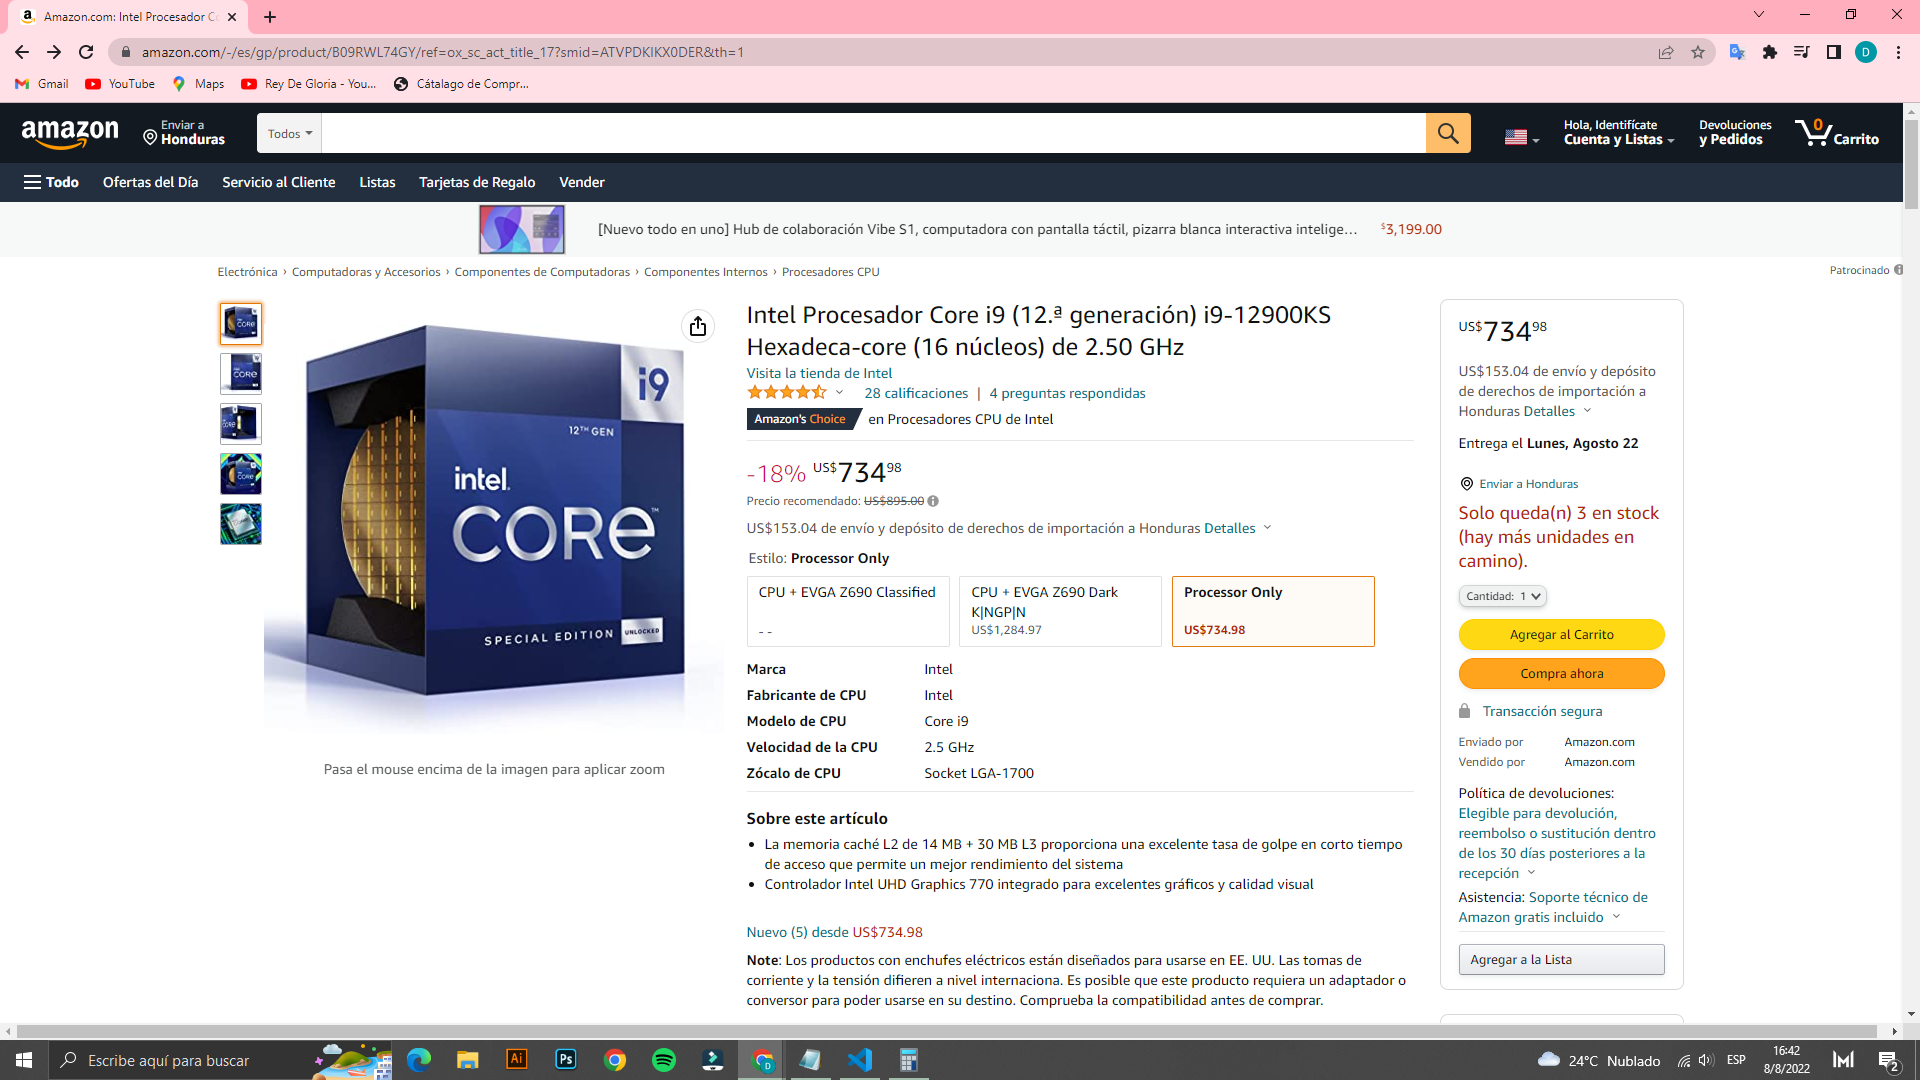 Amazon.com: Intel Procesador Co
amazon.com/-/es/gp/product/B09RWL74GY/ref=ox_sc_act_title_17?smid=ATVPDKIKX0DER&th=1
D
Gmail
YouTube
Maps
Rey De Gloria - You...
Cátalago de Compr...
amazon
Enviar a
Honduras
Todos
Hola, Identifícate
Cuenta y Listas
Devoluciones
y Pedidos
0
Carrito
Todo
Ofertas del Día
Servicio al Cliente
Listas
Tarjetas de Regalo
Vender
[Nuevo todo en uno] Hub de colaboración Vibe S1, computadora con pantalla táctil, pizarra blanca interactiva intelige…
$3,199.00
Electrónica › Computadoras y Accesorios › Componentes de Computadoras › Componentes Internos › Procesadores CPU
Patrocinado
i9
12TH GEN
intel.
CORE™
SPECIAL EDITION
UNLOCKED
Pasa el mouse encima de la imagen para aplicar zoom
Intel Procesador Core i9 (12.ª generación) i9-12900KS
Hexadeca-core (16 núcleos) de 2.50 GHz
Visita la tienda de Intel
28 calificaciones | 4 preguntas respondidas
Amazon's Choice en Procesadores CPU de Intel
-18% US$734 98
Precio recomendado: US$895.00
US$153.04 de envío y depósito de derechos de importación a Honduras Detalles
Estilo: Processor Only
CPU + EVGA Z690 Classified
- -
CPU + EVGA Z690 Dark
K|NGP|N
US$1,284.97
Processor Only
US$734.98
Marca Intel
Fabricante de CPU Intel
Modelo de CPU Core i9
Velocidad de la CPU 2.5 GHz
Zócalo de CPU Socket LGA-1700
Sobre este artículo
• La memoria caché L2 de 14 MB + 30 MB L3 proporciona una excelente tasa de golpe en corto tiempo
de acceso que permite un mejor rendimiento del sistema
• Controlador Intel UHD Graphics 770 integrado para excelentes gráficos y calidad visual
Nuevo (5) desde US$734.98
Note: Los productos con enchufes eléctricos están diseñados para usarse en EE. UU. Las tomas de
corriente y la tensión difieren a nivel internaciona. Es posible que este producto requiera un adaptador o
conversor para poder usarse en su destino. Comprueba la compatibilidad antes de comprar.
US$734 98
US$153.04 de envío y depósito
de derechos de importación a
Honduras Detalles
Entrega el Lunes, Agosto 22
Enviar a Honduras
Solo queda(n) 3 en stock
(hay más unidades en
camino).
Cantidad: 1
Agregar al Carrito
Compra ahora
Transacción segura
Enviado por Amazon.com
Vendido por Amazon.com
Política de devoluciones:
Elegible para devolución,
reembolso o sustitución dentro
de los 30 días posteriores a la
recepción
Asistencia: Soporte técnico de
Amazon gratis incluido
Agregar a la Lista
Escribe aquí para buscar
Ai
Ps
D
24°C Nublado
ESP
16:42
8/8/2022
2